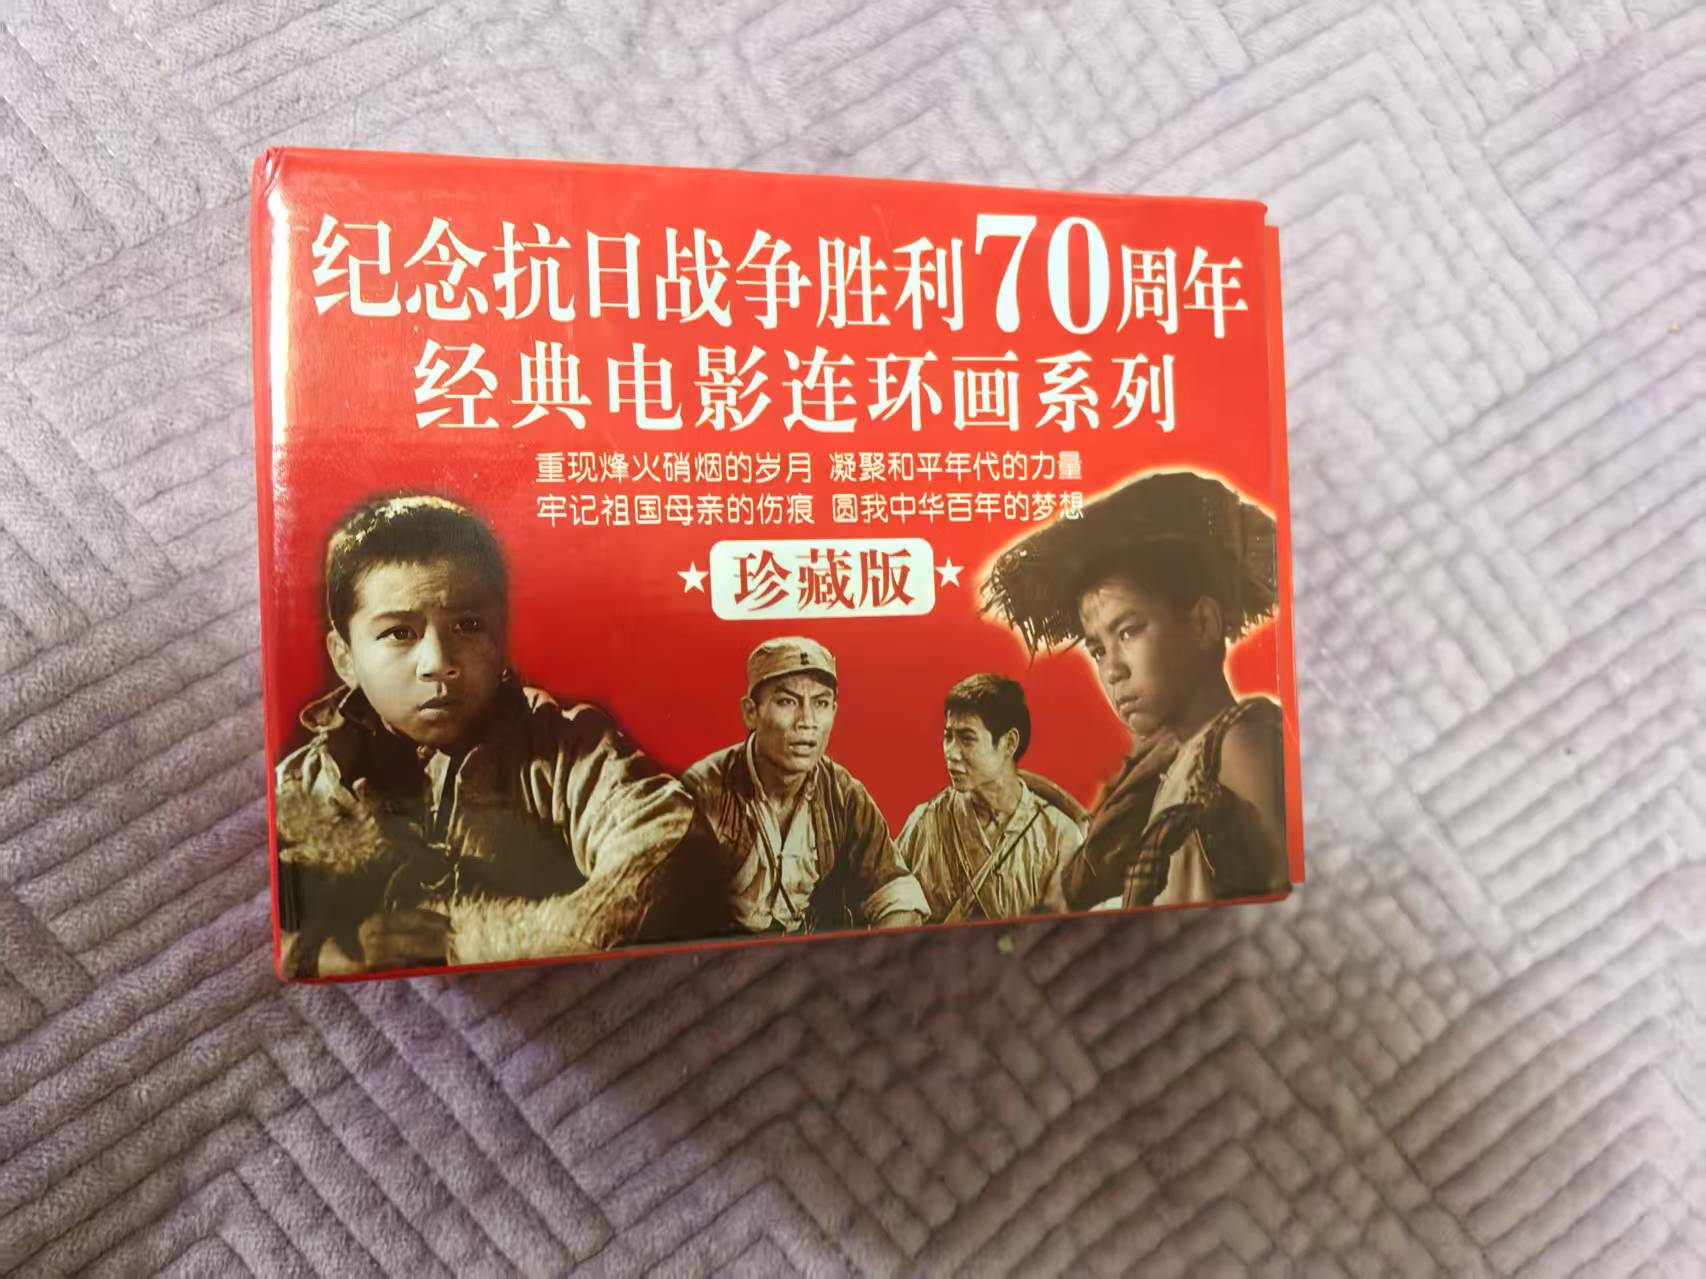 纪念抗日战争胜利70周年
经典电影连环画系列
重现烽火硝烟的岁月 凝聚和平年代的力量
牢记祖国母亲的伤痕 圆我中华百年的梦想
★珍藏版★